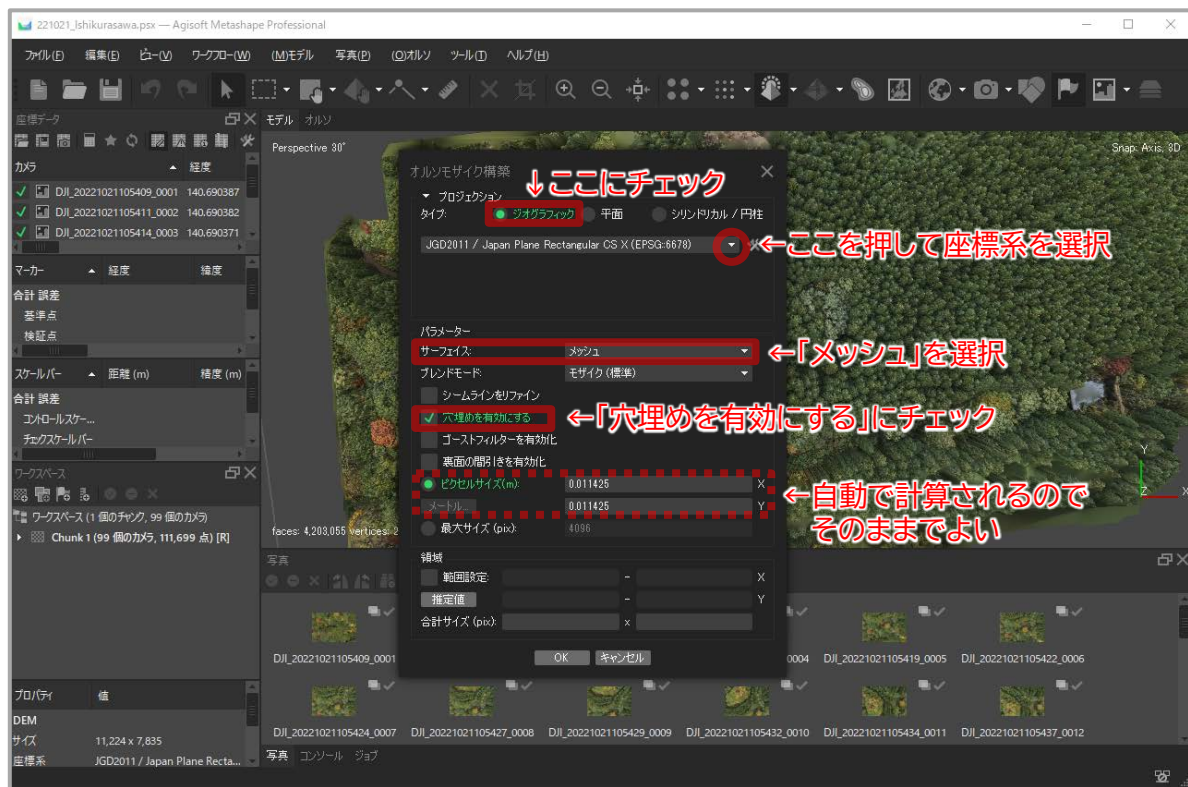 221021_Ishikurasawa.psx — Agisoft Metashape Professional
ファイル(F) 編集(E) ビュー(V) ワークフロー(W) (M)モデル 写真(P) (O)オルソ ツール(T) ヘルプ(H)
座標データ
モデル オルソ
カメラ 経度
DJI_20221021105409_0001 140.690387
DJI_20221021105411_0002 140.690382
DJI_20221021105414_0003 140.690371
マーカー 経度 緯度
合計 誤差
基準点
検証点
スケールバー 距離 (m) 精度 (m)
合計 誤差
コントロールスケー...
チェックスケールバー
ワークスペース
ワークスペース (1 個のチャンク, 99 個のカメラ)
Chunk 1 (99 個のカメラ, 111,699 点) [R]
プロパティ 値
DEM
サイズ 11,224 x 7,835
座標系 JGD2011 / Japan Plane Recta...
Perspective 30°
Snap: Axis, 3D
faces: 4,203,055 vertices: 2
オルソモザイク構築
↓ここにチェック
プロジェクション
タイプ: ジオグラフィック 平面 シリンドリカル / 円柱
JGD2011 / Japan Plane Rectangular CS X (EPSG:6678)
←ここを押して座標系を選択
パラメーター
サーフェイス: メッシュ
←「メッシュ」を選択
ブレンドモード: モザイク (標準)
シームラインをリファイン
穴埋めを有効にする
←「穴埋めを有効にする」にチェック
ゴーストフィルターを有効化
裏面の間引きを有効化
ピクセルサイズ(m): 0.011425 X
メートル... 0.011425 Y
←自動で計算されるので
そのままでよい
最大サイズ (pix): 4096
領域
範囲設定: - X
推定値 - Y
合計サイズ (pix): x
OK キャンセル
Y
Z X
写真
DJI_20221021105409_0001
0004
DJI_20221021105419_0005
DJI_20221021105422_0006
DJI_20221021105424_0007
DJI_20221021105427_0008
DJI_20221021105429_0009
DJI_20221021105432_0010
DJI_20221021105434_0011
DJI_20221021105437_0012
写真 コンソール ジョブ